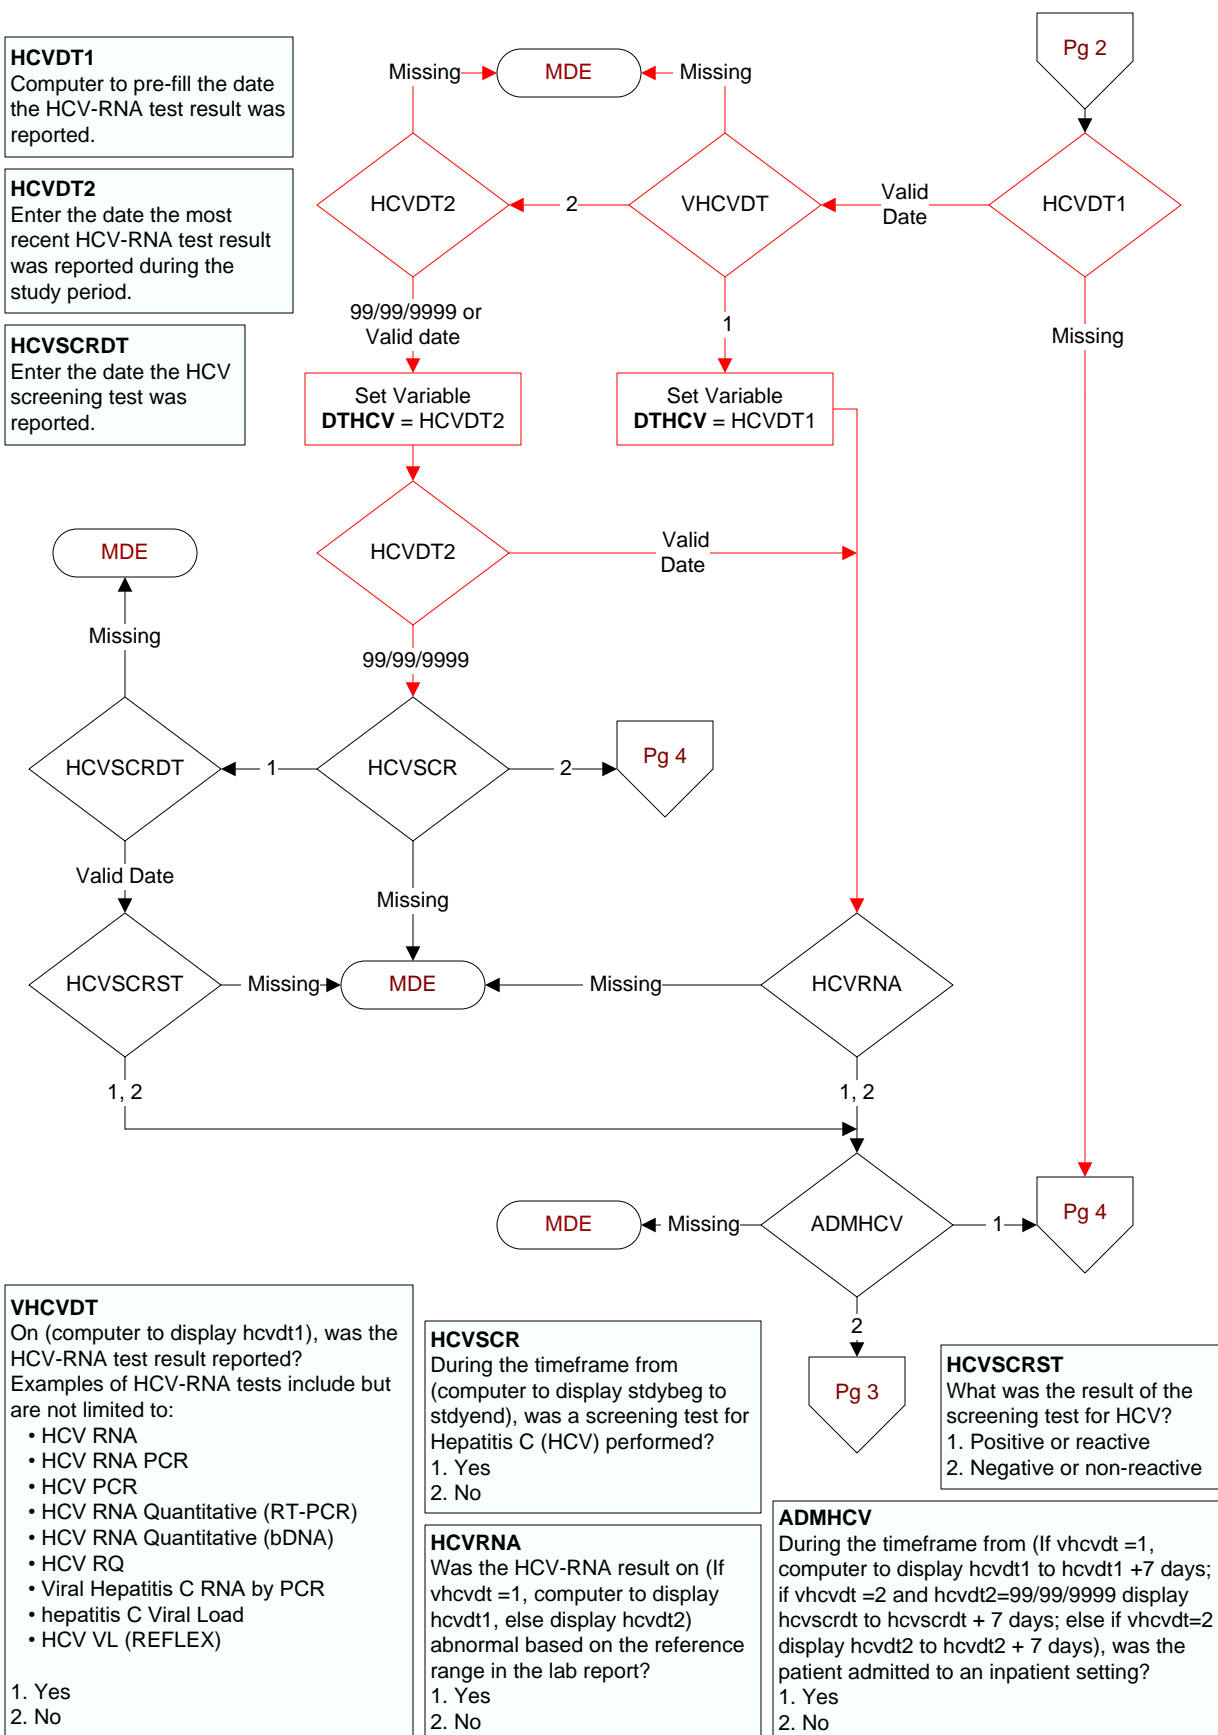 HCVDT1
Computer to pre-fill the date
the HCV-RNA test result was
reported.
HCVDT2
Enter the date the most
recent HCV-RNA test result
was reported during the
study period.
HCVSCRDT
Enter the date the HCV
screening test was
reported.
Missing
MDE
Missing
Pg 2
HCVDT2
2
VHCVDT
Valid
Date
HCVDT1
99/99/9999 or
Valid date
1
Missing
Set Variable
DTHCV = HCVDT2
Set Variable
DTHCV = HCVDT1
MDE
HCVDT2
Valid
Date
Missing
99/99/9999
HCVSCRDT
1
HCVSCR
2
Pg 4
Valid Date
Missing
HCVSCRST
Missing
MDE
Missing
HCVRNA
1, 2
1, 2
MDE
Missing
ADMHCV
1
Pg 4
2
Pg 3
VHCVDT
On (computer to display hcvdt1), was the
HCV-RNA test result reported?
Examples of HCV-RNA tests include but
are not limited to:
• HCV RNA
• HCV RNA PCR
• HCV PCR
• HCV RNA Quantitative (RT-PCR)
• HCV RNA Quantitative (bDNA)
• HCV RQ
• Viral Hepatitis C RNA by PCR
• hepatitis C Viral Load
• HCV VL (REFLEX)
1. Yes
2. No
HCVSCR
During the timeframe from
(computer to display stdybeg to
stdyend), was a screening test for
Hepatitis C (HCV) performed?
1. Yes
2. No
HCVRNA
Was the HCV-RNA result on (If
vhcvdt =1, computer to display
hcvdt1, else display hcvdt2)
abnormal based on the reference
range in the lab report?
1. Yes
2. No
HCVSCRST
What was the result of the
screening test for HCV?
1. Positive or reactive
2. Negative or non-reactive
ADMHCV
During the timeframe from (If vhcvdt =1,
computer to display hcvdt1 to hcvdt1 +7 days;
if vhcvdt =2 and hcvdt2=99/99/9999 display
hcvscrdt to hcvscrdt + 7 days; else if vhcvdt=2
display hcvdt2 to hcvdt2 + 7 days), was the
patient admitted to an inpatient setting?
1. Yes
2. No